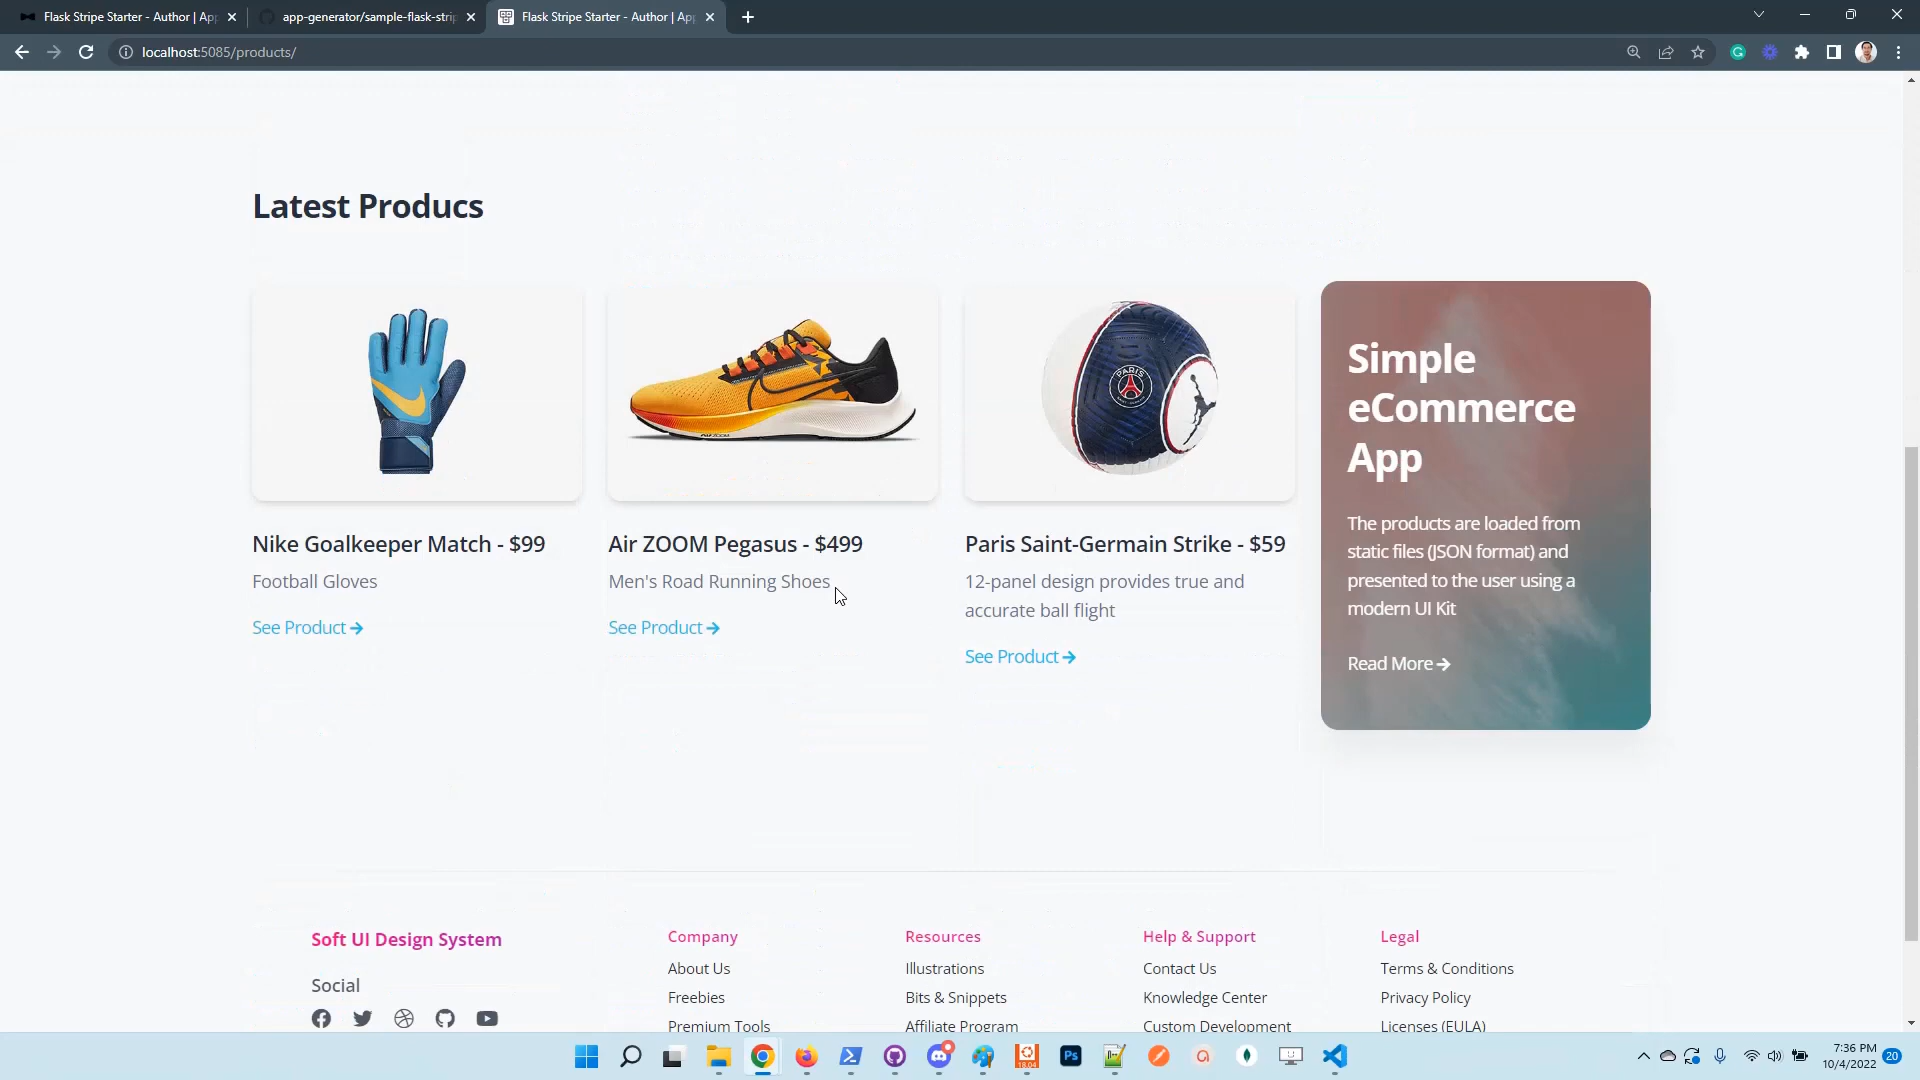 Flask Stripe Starter - Author | App
app-generator/sample-flask-strip
Flask Stripe Starter - Author | App
localhost:5085/products/
Latest Producs
PARIS
Nike Goalkeeper Match - $99
Football Gloves
See Product
Air ZOOM Pegasus - $499
Men's Road Running Shoes
See Product
Paris Saint-Germain Strike - $59
12-panel design provides true and
accurate ball flight
See Product
Simple
eCommerce
App
The products are loaded from
static files (JSON format) and
presented to the user using a
modern UI Kit
Read More
Soft UI Design System
Social
Company
About Us
Freebies
Premium Tools
Resources
Illustrations
Bits & Snippets
Affiliate Program
Help & Support
Contact Us
Knowledge Center
Custom Development
Legal
Terms & Conditions
Privacy Policy
Licenses (EULA)
18.04
Ps
7:36 PM
10/4/2022
20